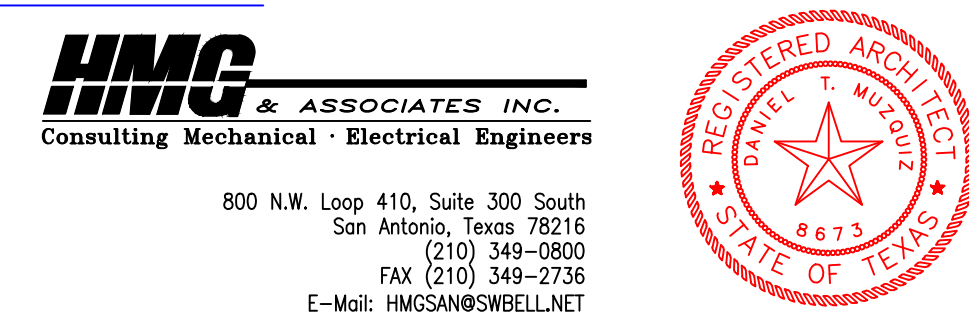 HMG
& ASSOCIATES INC.
Consulting Mechanical · Electrical Engineers
800 N.W. Loop 410, Suite 300 South
San Antonio, Texas 78216
(210) 349-0800
FAX (210) 349-2736
E-Mail: HMGSAN@SWBELL.NET
REGISTERED ARCHITECT
DANIEL T. MUZQUIZ
8673
STATE OF TEXAS